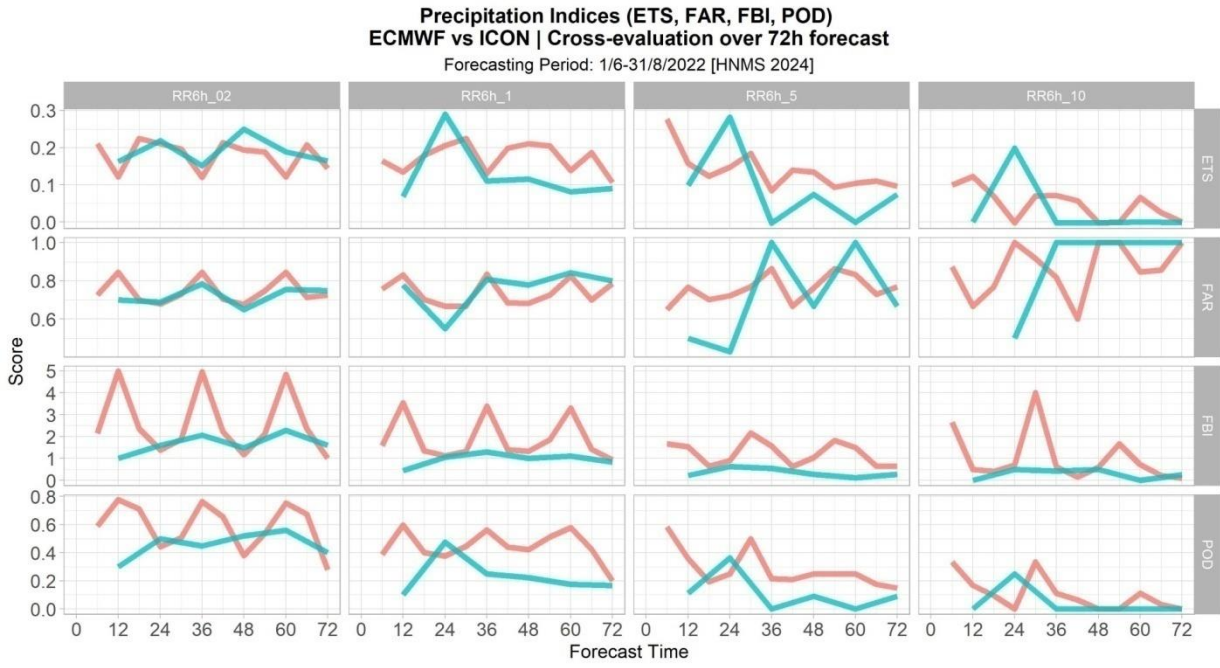 Precipitation Indices (ETS, FAR, FBI, POD)
ECMWF vs ICON | Cross-evaluation over 72h forecast
Forecasting Period: 1/6-31/8/2022 [HNMS 2024]
RR6h_02 RR6h_1 RR6h_5 RR6h_10
0.3
0.2
0.1
0.0
ETS
1.0
0.8
0.6
FAR
Score
5
4
3
2
1
0
FBI
0.8
0.6
0.4
0.2
0.0
POD
0 12 24 36 48 60 72 0 12 24 36 48 60 72 0 12 24 36 48 60 72 0 12 24 36 48 60 72
Forecast Time